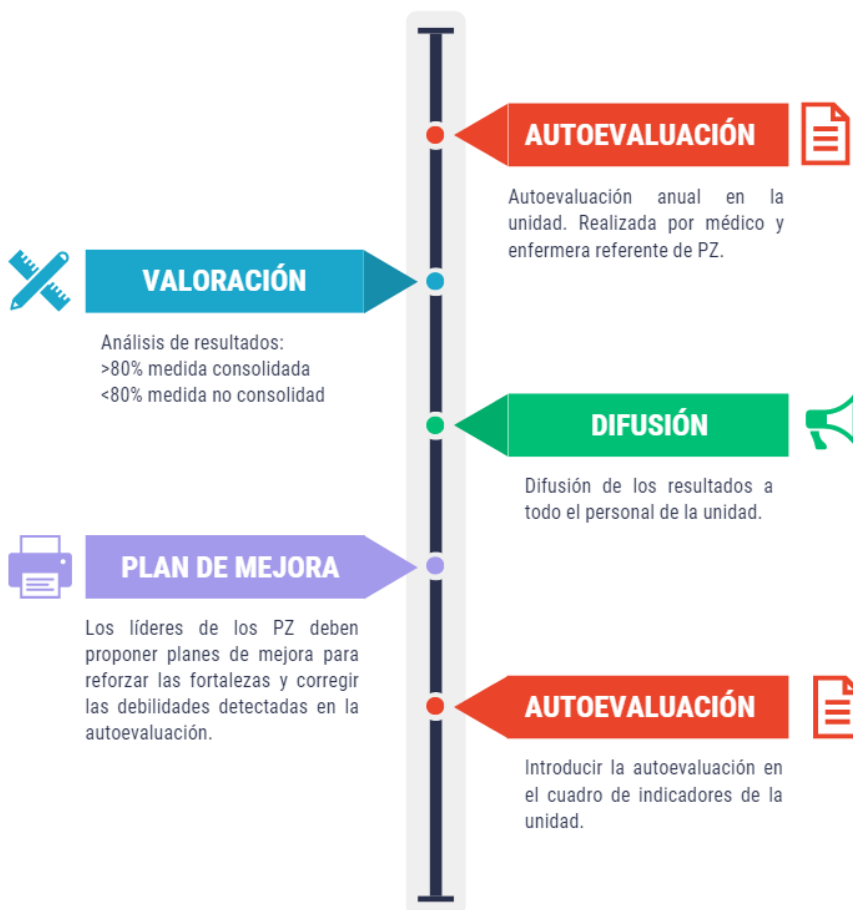 AUTOEVALUACIÓN
Autoevaluación anual en la
unidad. Realizada por médico y
enfermera referente de PZ.
VALORACIÓN
Análisis de resultados:
>80% medida consolidada
<80% medida no consolidad
DIFUSIÓN
Difusión de los resultados a
todo el personal de la unidad.
PLAN DE MEJORA
Los líderes de los PZ deben
proponer planes de mejora para
reforzar las fortalezas y corregir
las debilidades detectadas en la
autoevaluación.
AUTOEVALUACIÓN
Introducir la autoevaluación en
el cuadro de indicadores de la
unidad.